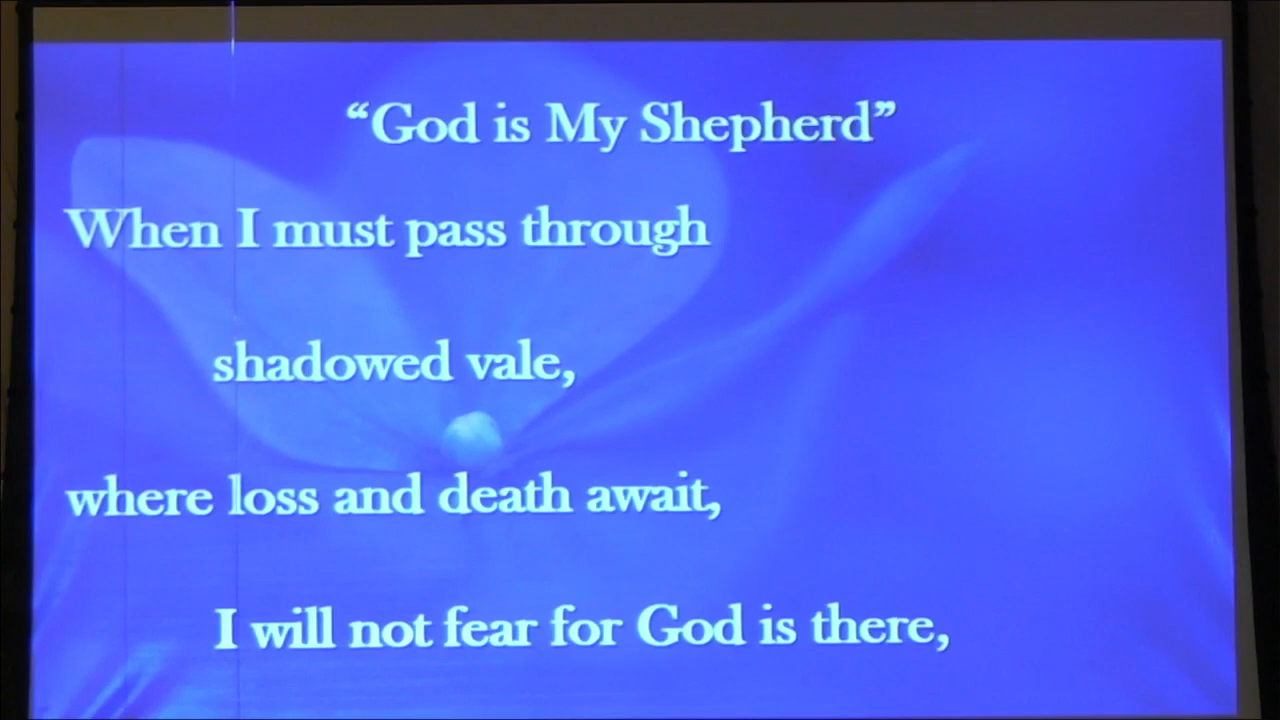 “God is My Shepherd”
When I must pass through
shadowed vale,
where loss and death await,
I will not fear for God is there,